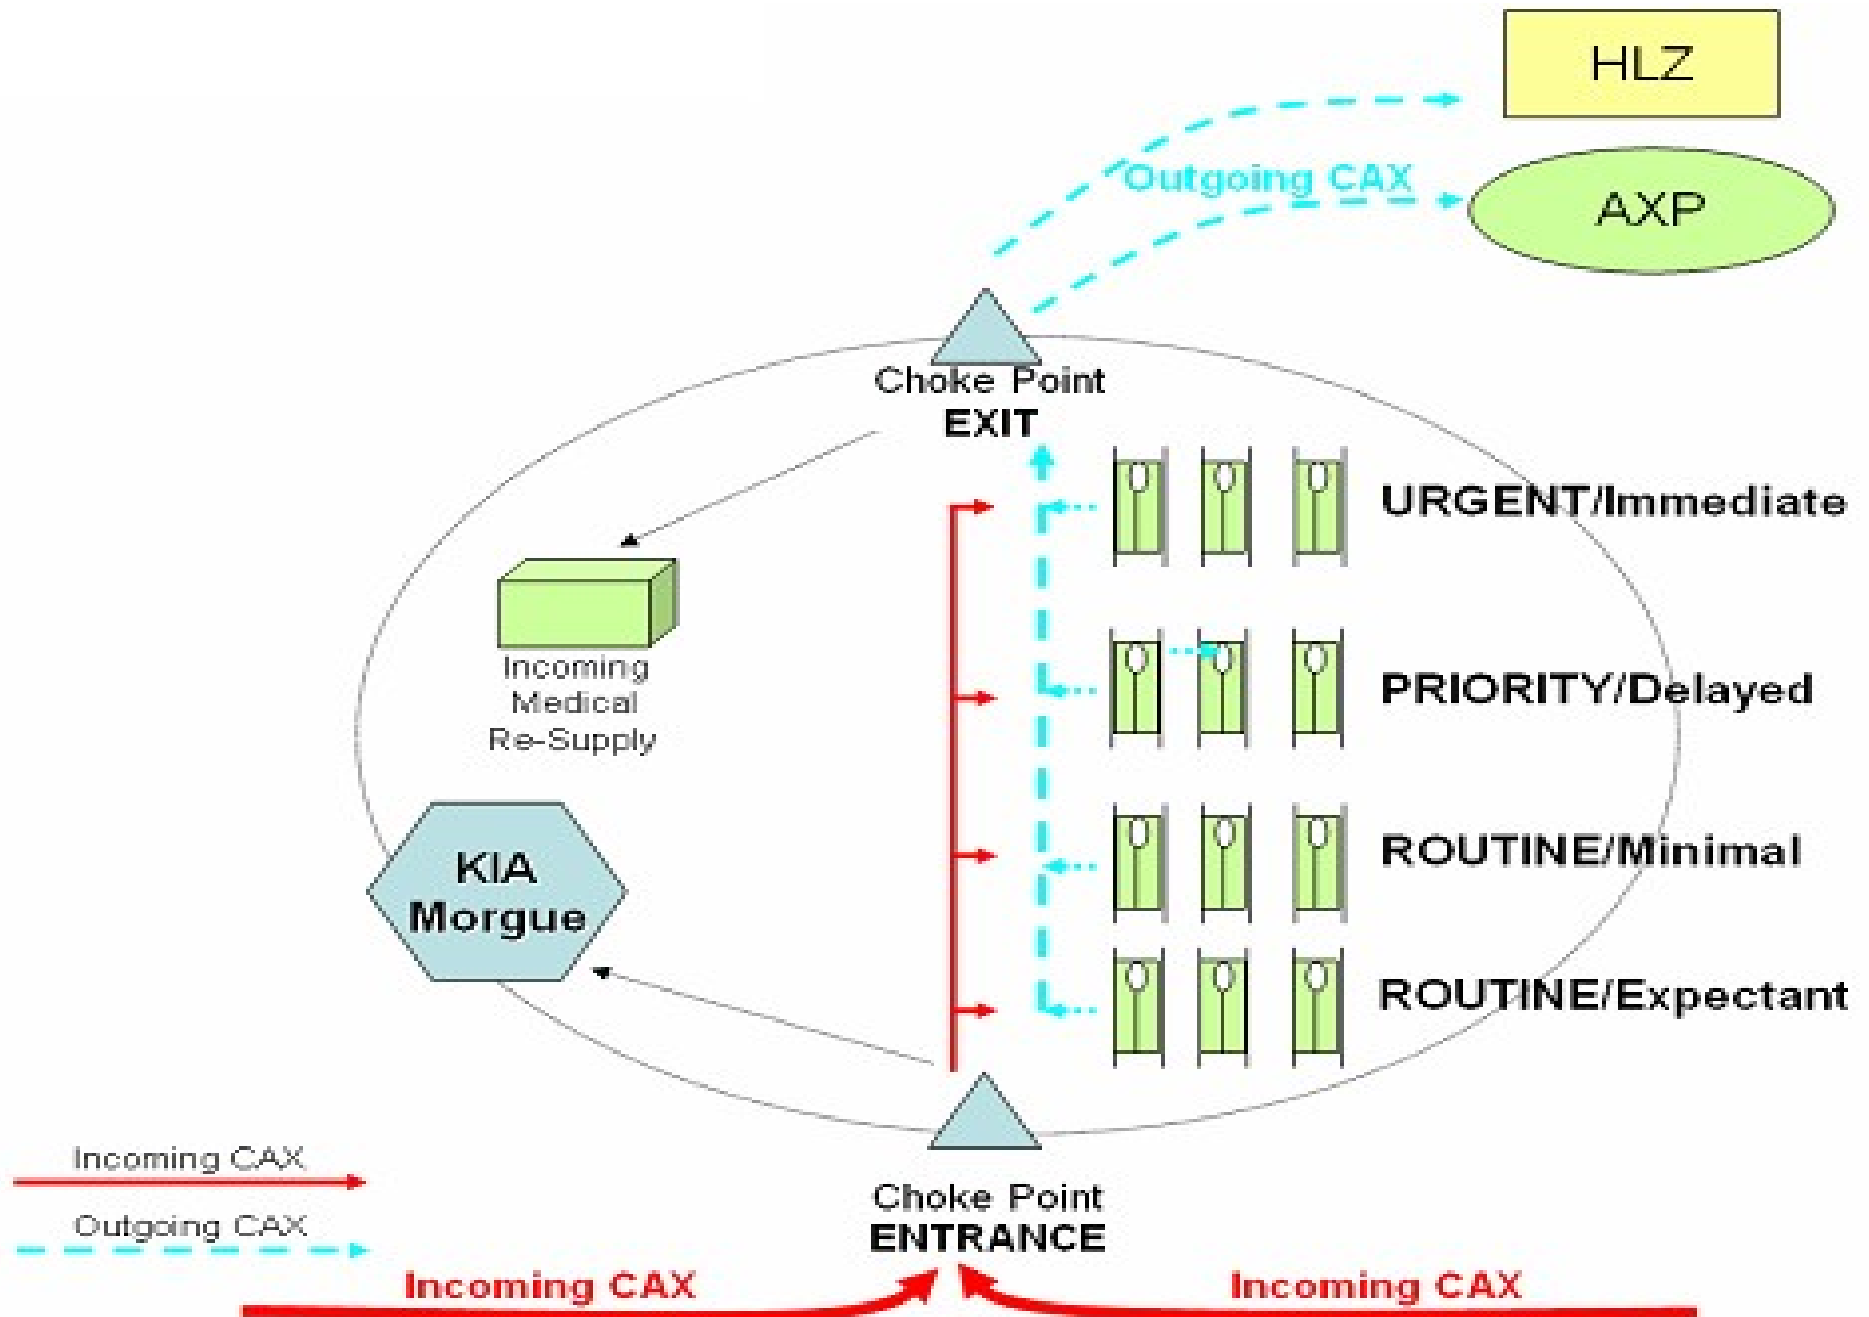 HLZ
Outgoing CAX
AXP
Choke Point
EXIT
URGENT/Immediate
Incoming
Medical
Re-Supply
PRIORITY/Delayed
KIA
Morgue
ROUTINE/Minimal
ROUTINE/Expectant
Incoming CAX
Outgoing CAX
Choke Point
ENTRANCE
Incoming CAX
Incoming CAX